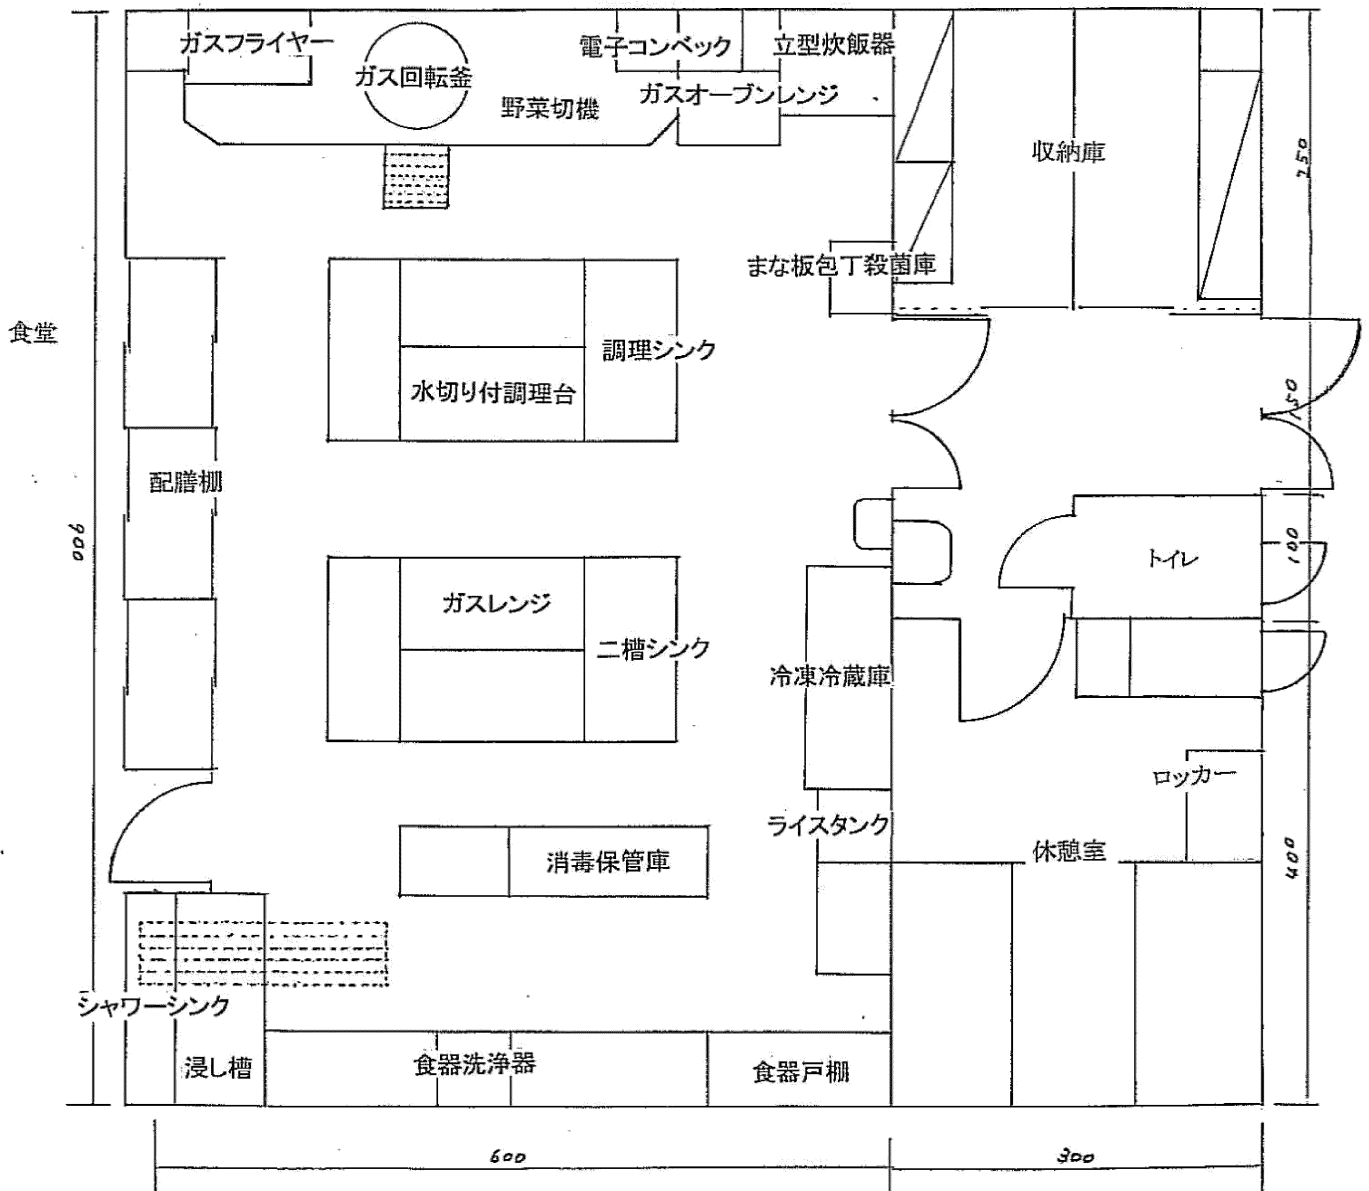 ガスフライヤー
ガス回転釜
野菜切機
電子コンベック
立型炊飯器
ガスオーブンレンジ
収納庫
250
まな板包丁殺菌庫
食堂
調理シンク
水切り付調理台
150
配膳棚
900
100
トイレ
ガスレンジ
二槽シンク
冷凍冷蔵庫
ロッカー
ライスタンク
休憩室
消毒保管庫
400
シャワーシンク
浸し槽
食器洗浄器
食器戸棚
600
300